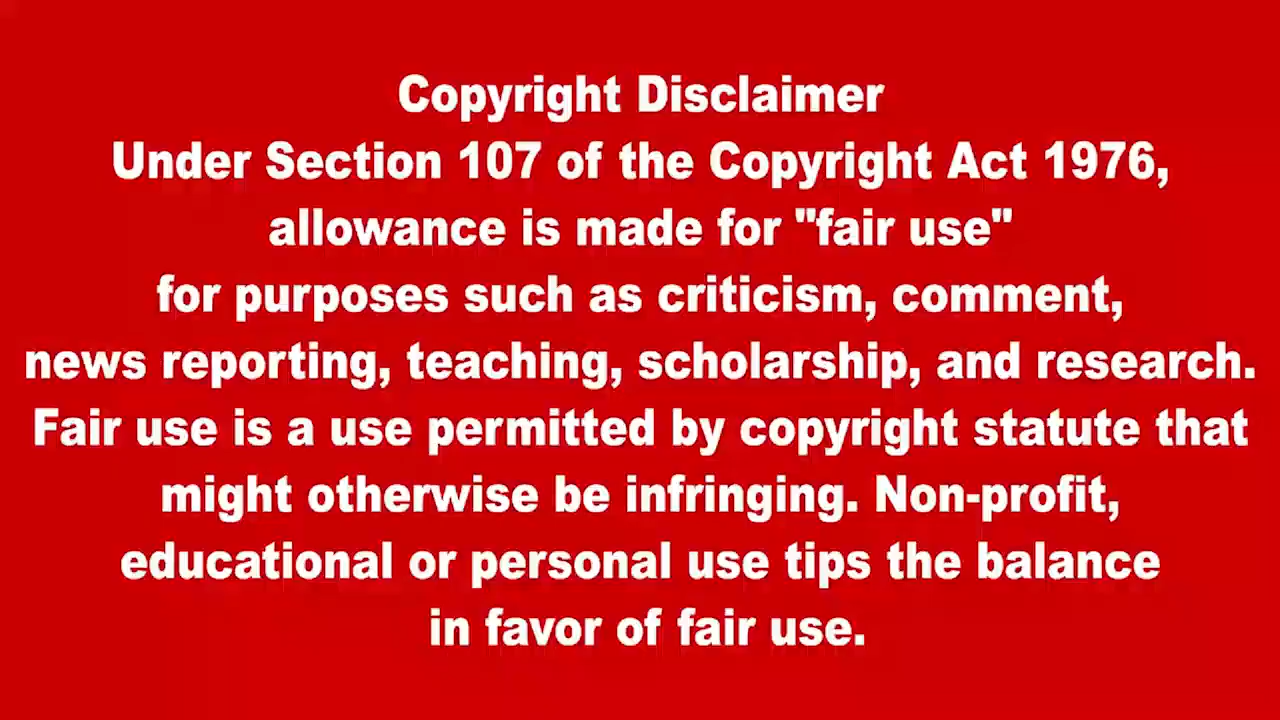 Copyright Disclaimer
Under Section 107 of the Copyright Act 1976,
allowance is made for "fair use"
for purposes such as criticism, comment,
news reporting, teaching, scholarship, and research.
Fair use is a use permitted by copyright statute that
might otherwise be infringing. Non-profit,
educational or personal use tips the balance
in favor of fair use.